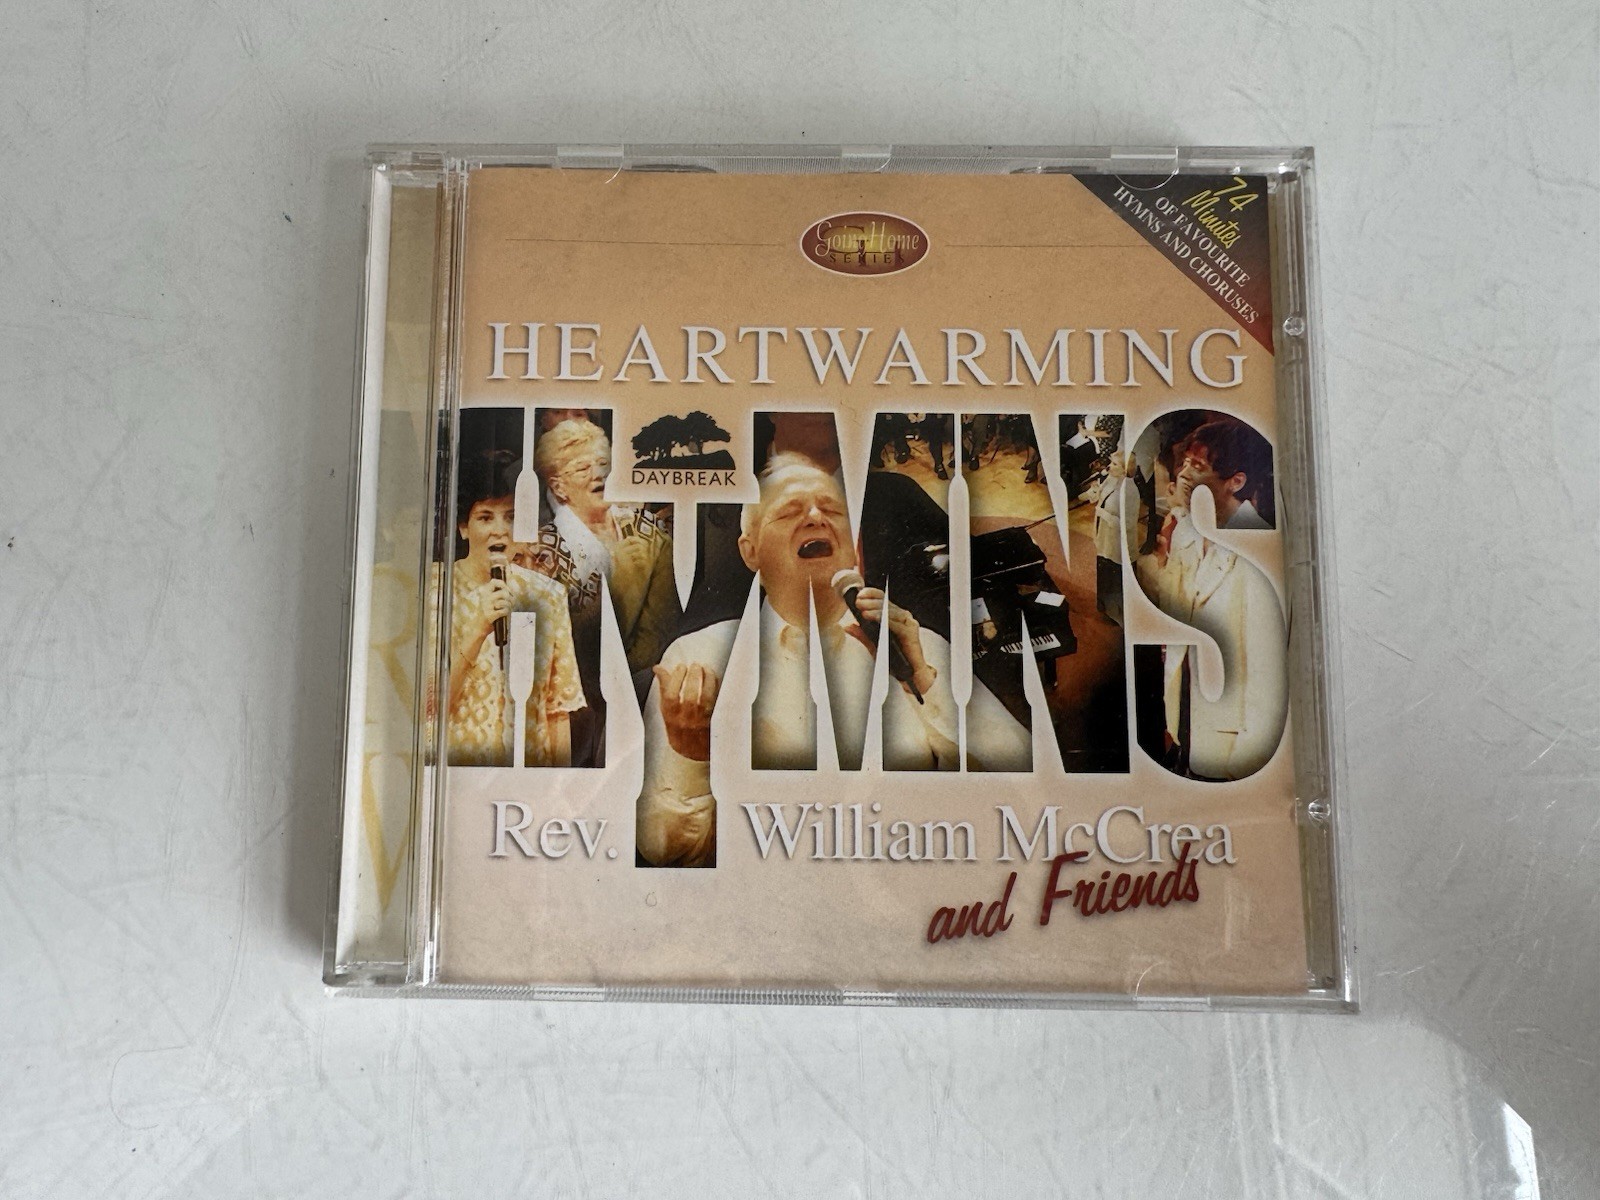 Going Home
SERIES
74
Minutes
OF FAVOURITE
HYMNS AND CHORUSES
HEARTWARMING
HYMNS
DAYBREAK
Rev. William McCrea
and Friends